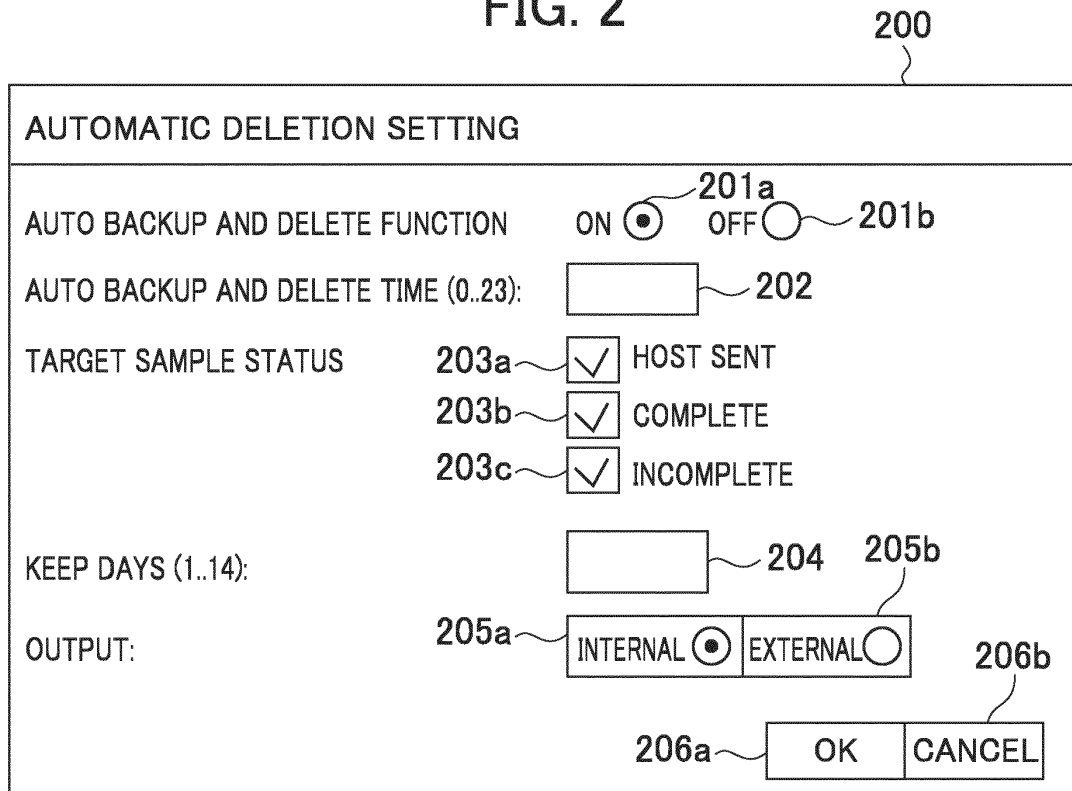 FIG. 2
200
AUTOMATIC DELETION SETTING
201a
AUTO BACKUP AND DELETE FUNCTION ON OFF 201b
AUTO BACKUP AND DELETE TIME (0..23): 202
TARGET SAMPLE STATUS 203a HOST SENT
203b COMPLETE
203c INCOMPLETE
KEEP DAYS (1..14): 204 205b
OUTPUT: 205a INTERNAL EXTERNAL
206b
206a OK CANCEL